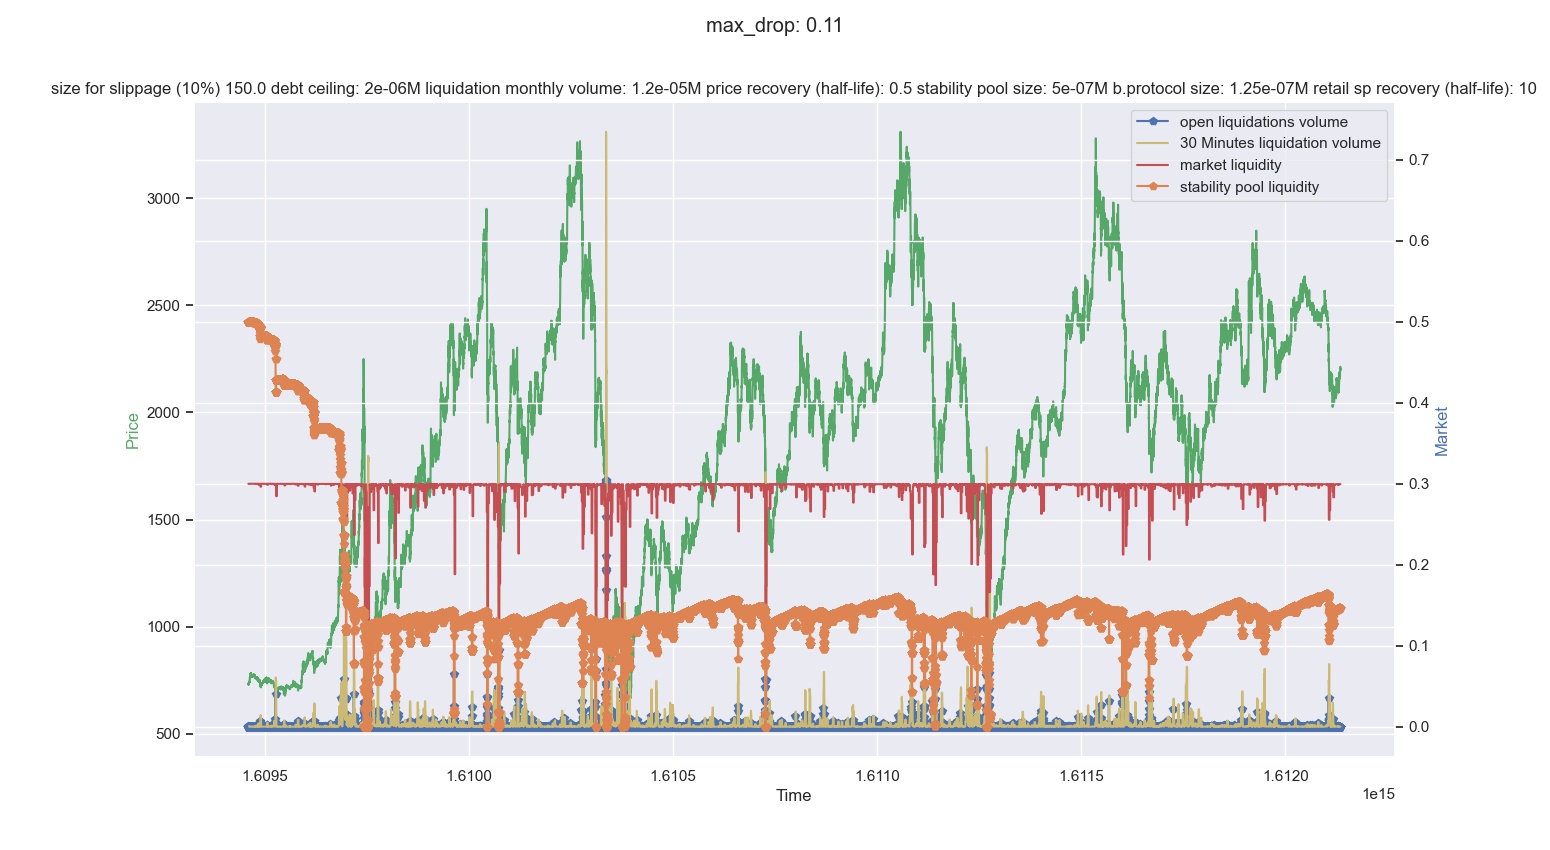 max_drop: 0.11
size for slippage (10%) 150.0 debt ceiling: 2e-06M liquidation monthly volume: 1.2e-05M price recovery (half-life): 0.5 stability pool size: 5e-07M b.protocol size: 1.25e-07M retail sp recovery (half-life): 10
open liquidations volume
30 Minutes liquidation volume
market liquidity
stability pool liquidity
3000
2500
2000
1500
1000
500
Price
0.7
0.6
0.5
0.4
0.3
0.2
0.1
0.0
Market
1.6095 1.6100 1.6105 1.6110 1.6115 1.6120
1e15
Time